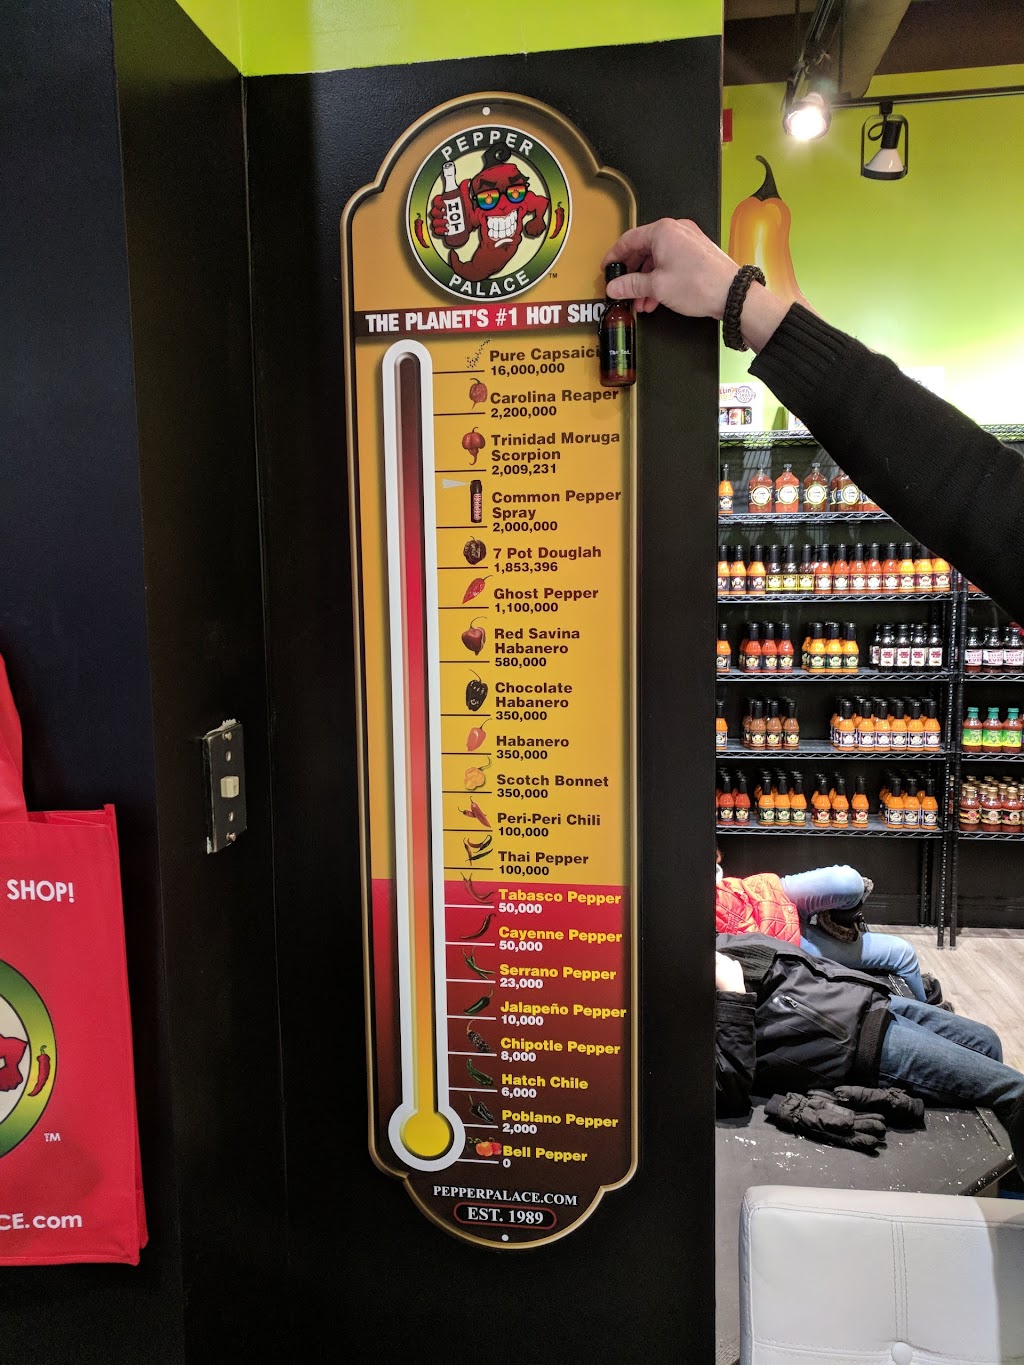 PEPPER
HOT
PALACE
TM
THE PLANET'S #1 HOT
Pure
16,000,000
Carolina Reaper
2,200,000
Trinidad Moruga
Scorpion
2,009,231
Common Pepper
Spray
2,000,000
7 Pot Douglah
1,853,396
Ghost Pepper
1,100,000
Red Savina
Habanero
580,000
Chocolate
Habanero
350,000
Habanero
350,000
Scotch Bonnet
350,000
Peri-Peri Chili
100,000
Thai Pepper
100,000
Tabasco Pepper
50,000
Cayenne Pepper
50,000
Serrano Pepper
23,000
Jalapeño Pepper
10,000
Chipotle Pepper
8,000
Hatch Chile
6,000
Poblano Pepper
2,000
Bell Pepper
0
PEPPERPALACE.COM
EST. 1989
The End.
SHOP!
TM
CE.com